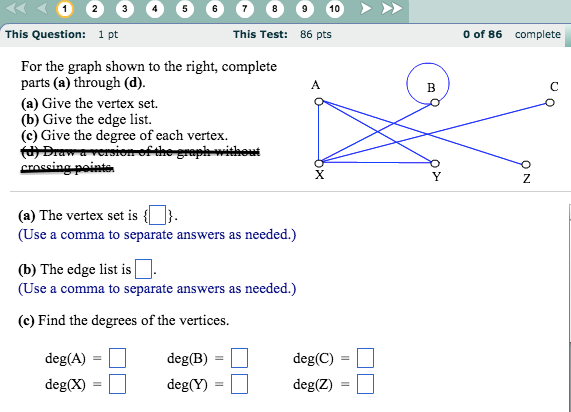 1 2 3 4 5 6 7 8 9 10
This Question: 1 pt This Test: 86 pts 0 of 86 complete
For the graph shown to the right, complete
parts (a) through (d).
(a) Give the vertex set.
(b) Give the edge list.
(c) Give the degree of each vertex.
(d) Draw a version of the graph without
crossing points.
A B C
X Y Z
(a) The vertex set is { }.
(Use a comma to separate answers as needed.)
(b) The edge list is .
(Use a comma to separate answers as needed.)
(c) Find the degrees of the vertices.
deg(A) = deg(B) = deg(C) =
deg(X) = deg(Y) = deg(Z) =